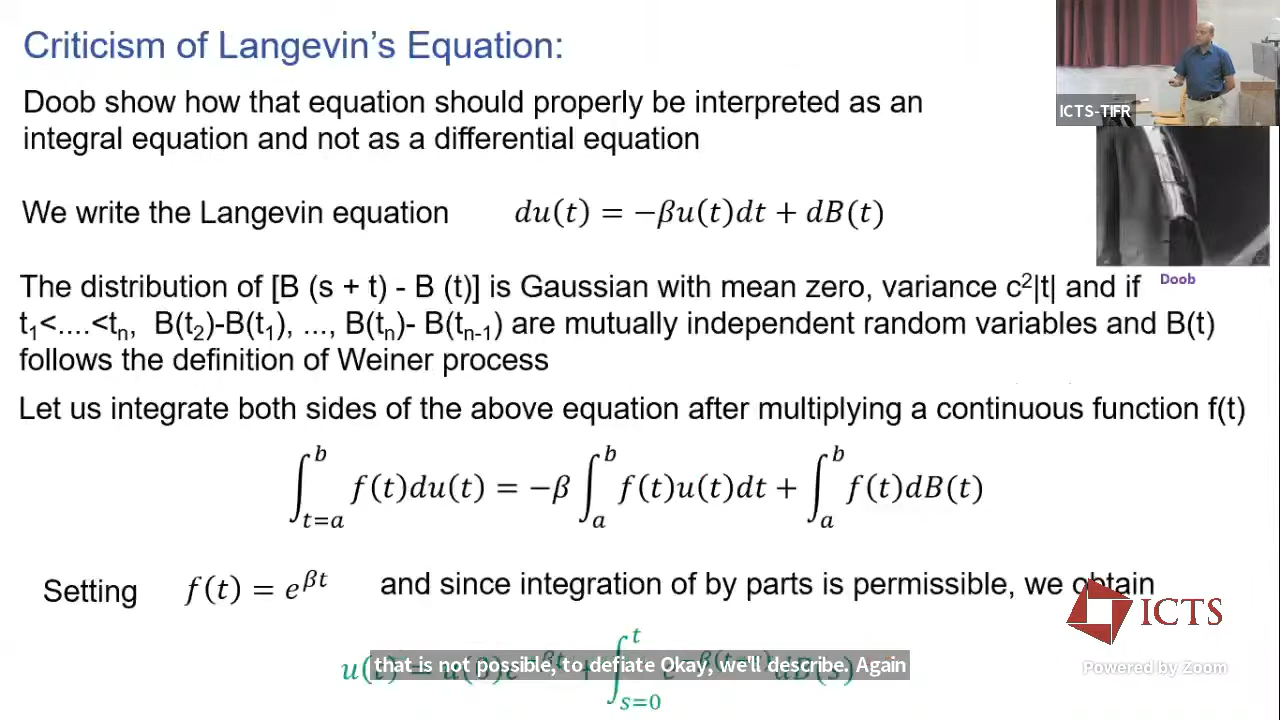 Criticism of Langevin's Equation:
ICTS-TIFR
Doob show how that equation should properly be interpreted as an
integral equation and not as a differential equation
We write the Langevin equation du(t) = −βu(t)dt + dB(t)
Doob
The distribution of [B (s + t) - B (t)] is Gaussian with mean zero, variance c²|t| and if
t₁<....<tₙ, B(t₂)-B(t₁), ..., B(tₙ)- B(tₙ₋₁) are mutually independent random variables and B(t)
follows the definition of Weiner process
Let us integrate both sides of the above equation after multiplying a continuous function f(t)
∫_{t=a}^{b} f(t)du(t) = −β ∫_{a}^{b} f(t)u(t)dt + ∫_{a}^{b} f(t)dB(t)
Setting f(t) = e^{βt} and since integration of by parts is permissible, we obtain
ICTS
Powered by Zoom
that is not possible, to defiate Okay, we'll describe. Again
∫_{s=0}^{t}